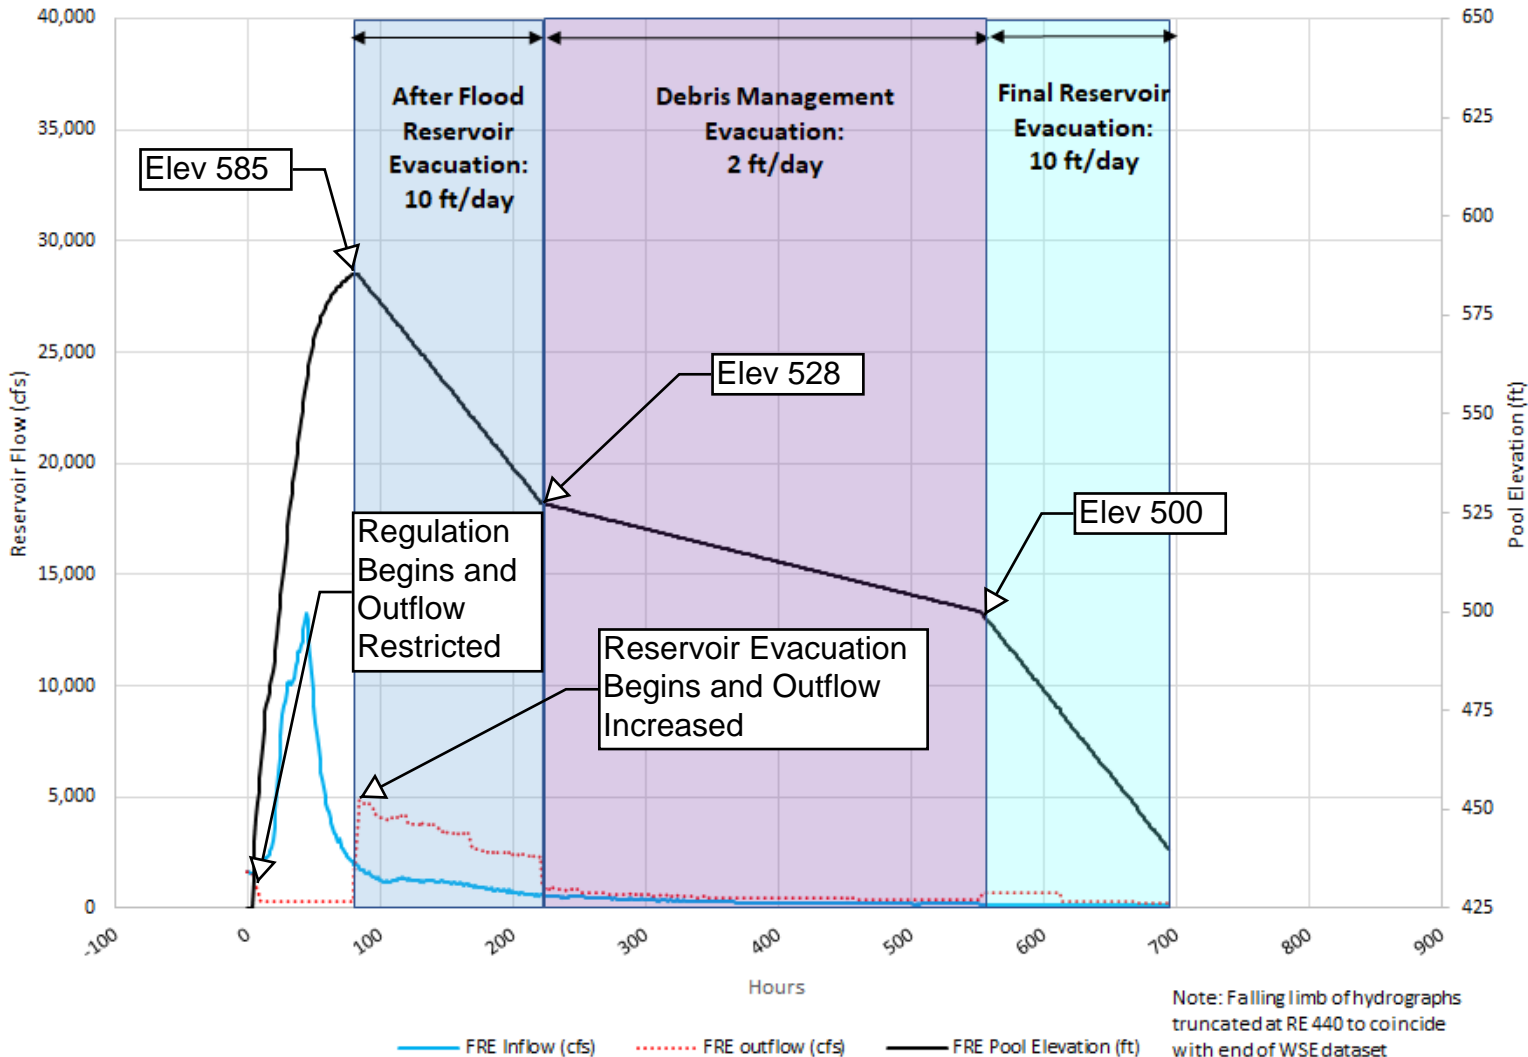 40,000
35,000
30,000
25,000
20,000
15,000
10,000
5,000
0
Reservoir Flow (cfs)
650
625
600
575
550
525
500
475
450
425
Pool Elevation (ft)
-100
0
100
200
300
400
500
600
700
800
900
Hours
After Flood
Reservoir
Evacuation:
10 ft/day
Debris Management
Evacuation:
2 ft/day
Final Reservoir
Evacuation:
10 ft/day
Elev 585
Elev 528
Elev 500
Regulation
Begins and
Outflow
Restricted
Reservoir Evacuation
Begins and Outflow
Increased
FRE Inflow (cfs)
FRE outflow (cfs)
FRE Pool Elevation (ft)
Note: Falling limb of hydrographs
truncated at RE 440 to coincide
with end of WSE dataset